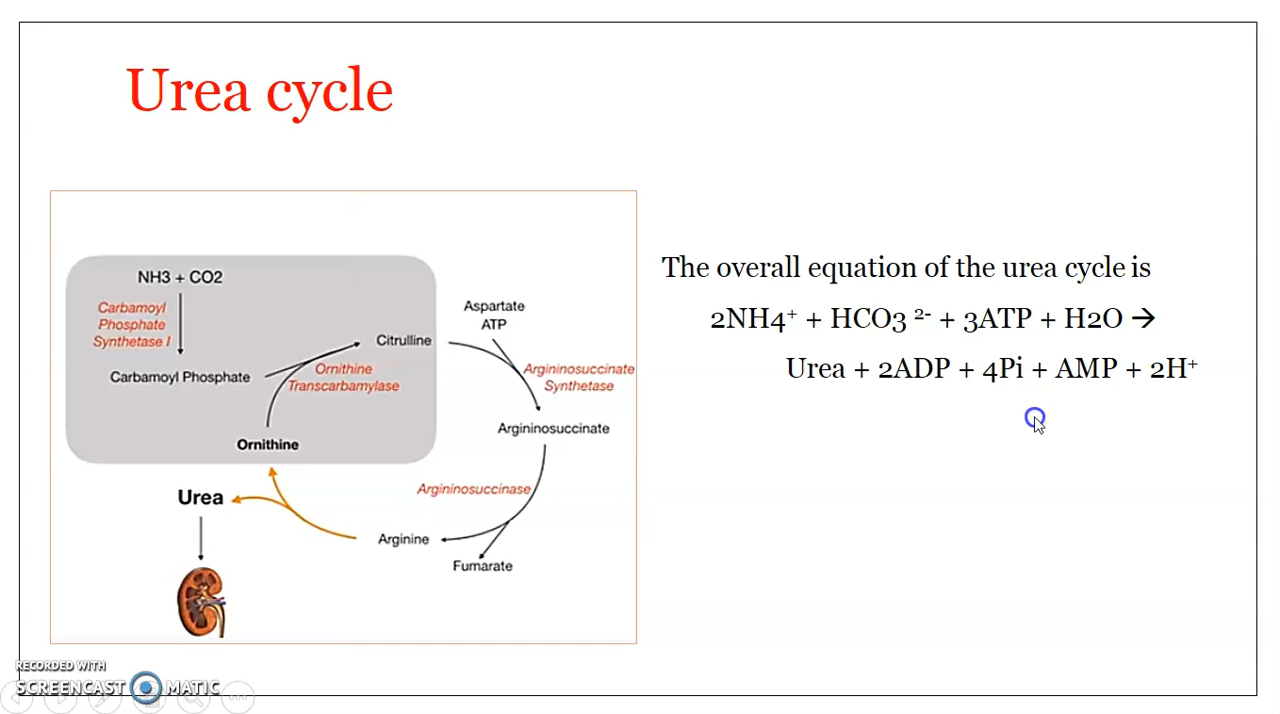 Urea cycle
NH3 + CO2
Carbamoyl
Phosphate
Synthetase I
Carbamoyl Phosphate
Ornithine
Transcarbamylase
Citrulline
Ornithine
Aspartate
ATP
Argininosuccinate
Synthetase
Argininosuccinate
Argininosuccinase
Arginine
Fumarate
Urea
The overall equation of the urea cycle is
2NH4⁺ + HCO3 ²⁻ + 3ATP + H2O →
Urea + 2ADP + 4Pi + AMP + 2H⁺
RECORDED WITH
SCREENCAST MATIC